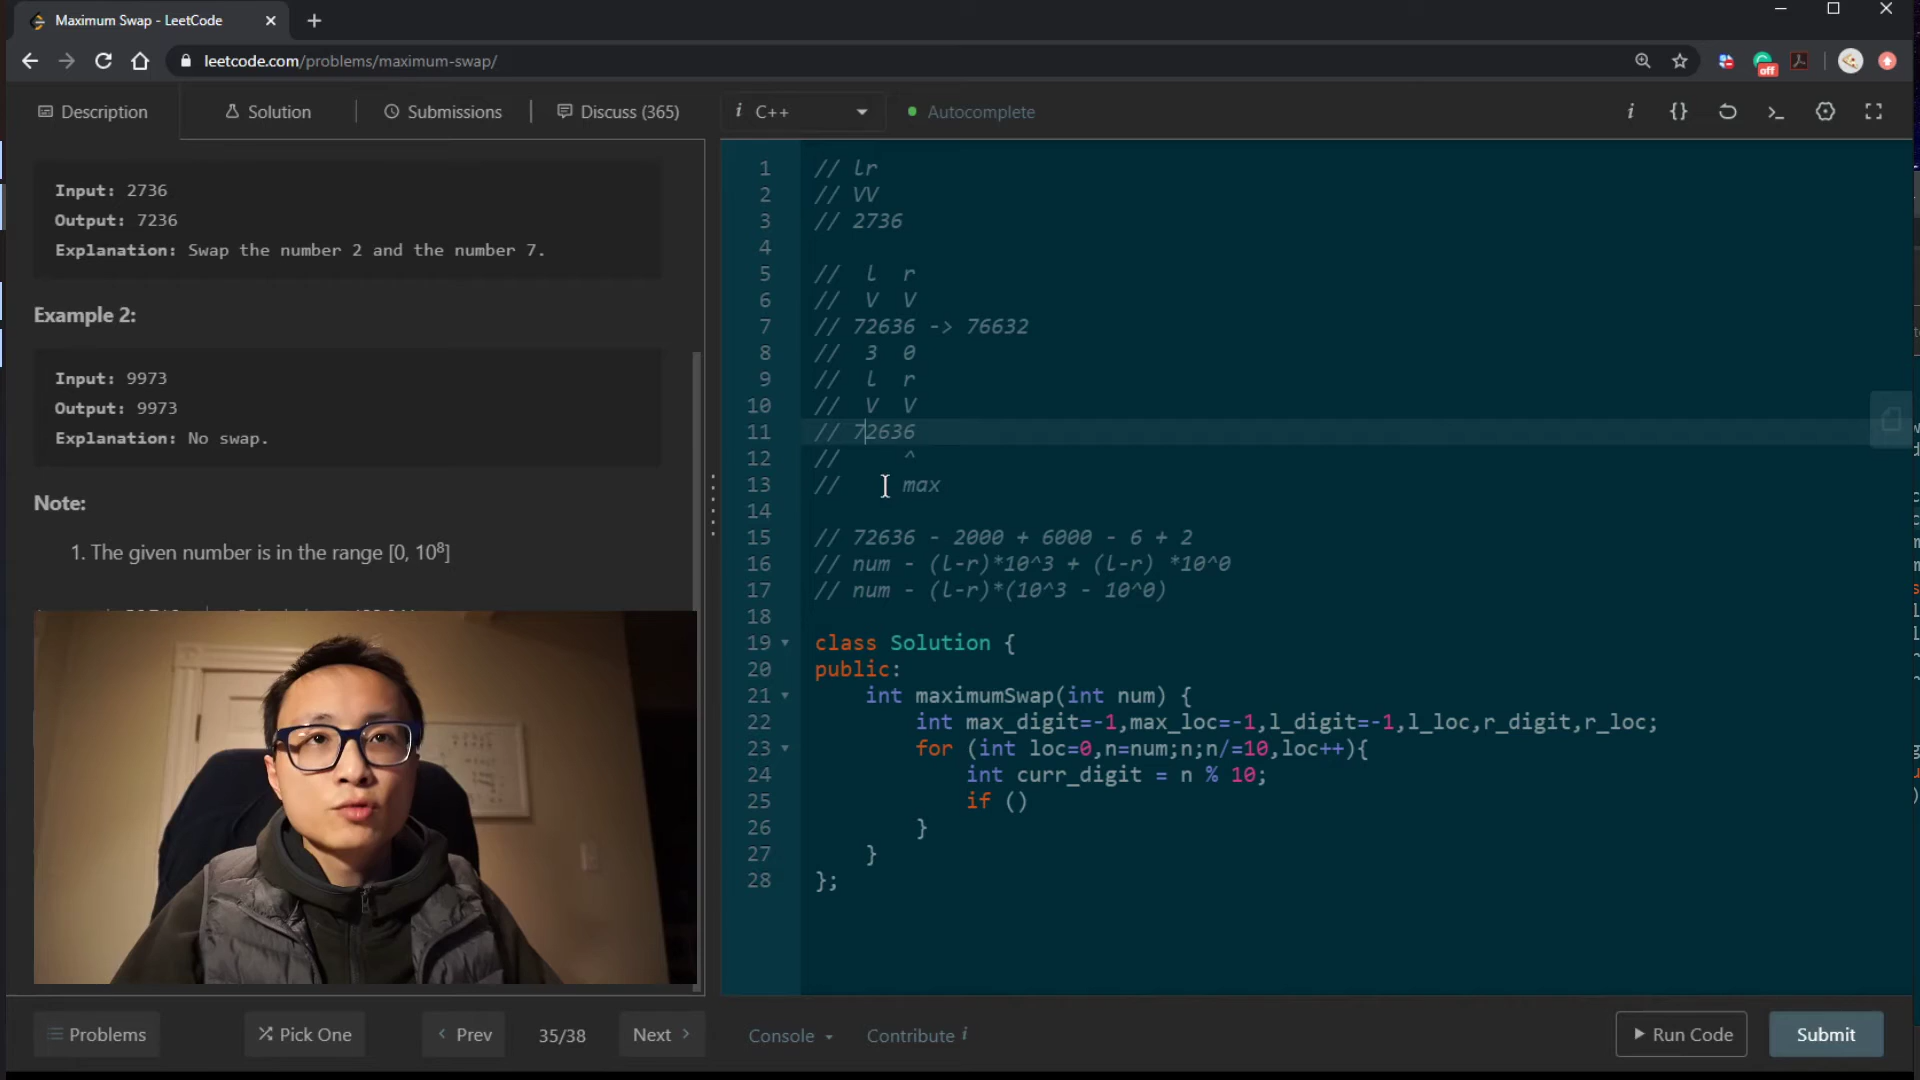 Maximum Swap - LeetCode
leetcode.com/problems/maximum-swap/
off
Description
Solution
Submissions
Discuss (365)
i C++
Autocomplete
Input: 2736
Output: 7236
Explanation: Swap the number 2 and the number 7.
Example 2:
Input: 9973
Output: 9973
Explanation: No swap.
Note:
1. The given number is in the range [0, 10⁸]
1 // lr
2 // VV
3 // 2736
4
5 //  l  r
6 //  V  V
7 // 72636 -> 76632
8 //  3  0
9 //  l  r
10 //  V  V
11 // 72636
12 //     ^
13 //     max
14
15 // 72636 - 2000 + 6000 - 6 + 2
16 // num - (l-r)*10^3 + (l-r) *10^0
17 // num - (l-r)*(10^3 - 10^0)
18
19 class Solution {
20 public:
21     int maximumSwap(int num) {
22         int max_digit=-1,max_loc=-1,l_digit=-1,l_loc,r_digit,r_loc;
23         for (int loc=0,n=num;n;n/=10,loc++){
24             int curr_digit = n % 10;
25             if ()
26         }
27     }
28 };
Problems
Pick One
Prev
35/38
Next
Console
Contribute i
Run Code
Submit